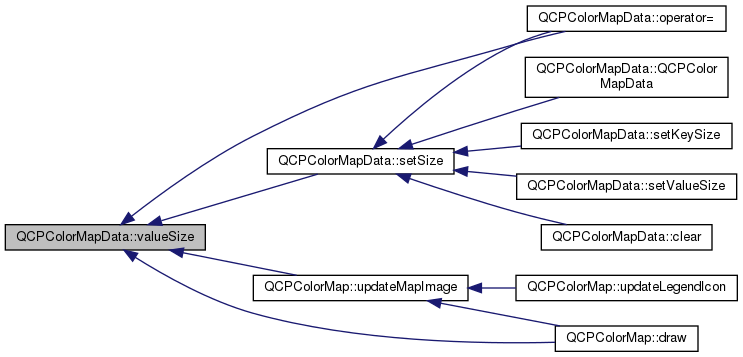 QCPColorMapData::operator=
QCPColorMapData::QCPColor
MapData
QCPColorMapData::setKeySize
QCPColorMapData::setSize
QCPColorMapData::setValueSize
QCPColorMapData::valueSize
QCPColorMapData::clear
QCPColorMap::updateMapImage
QCPColorMap::updateLegendIcon
QCPColorMap::draw